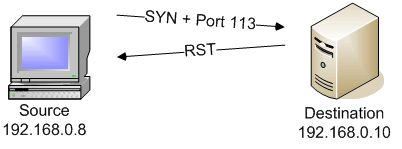 SYN + Port 113
RST
Source
192.168.0.8
Destination
192.168.0.10